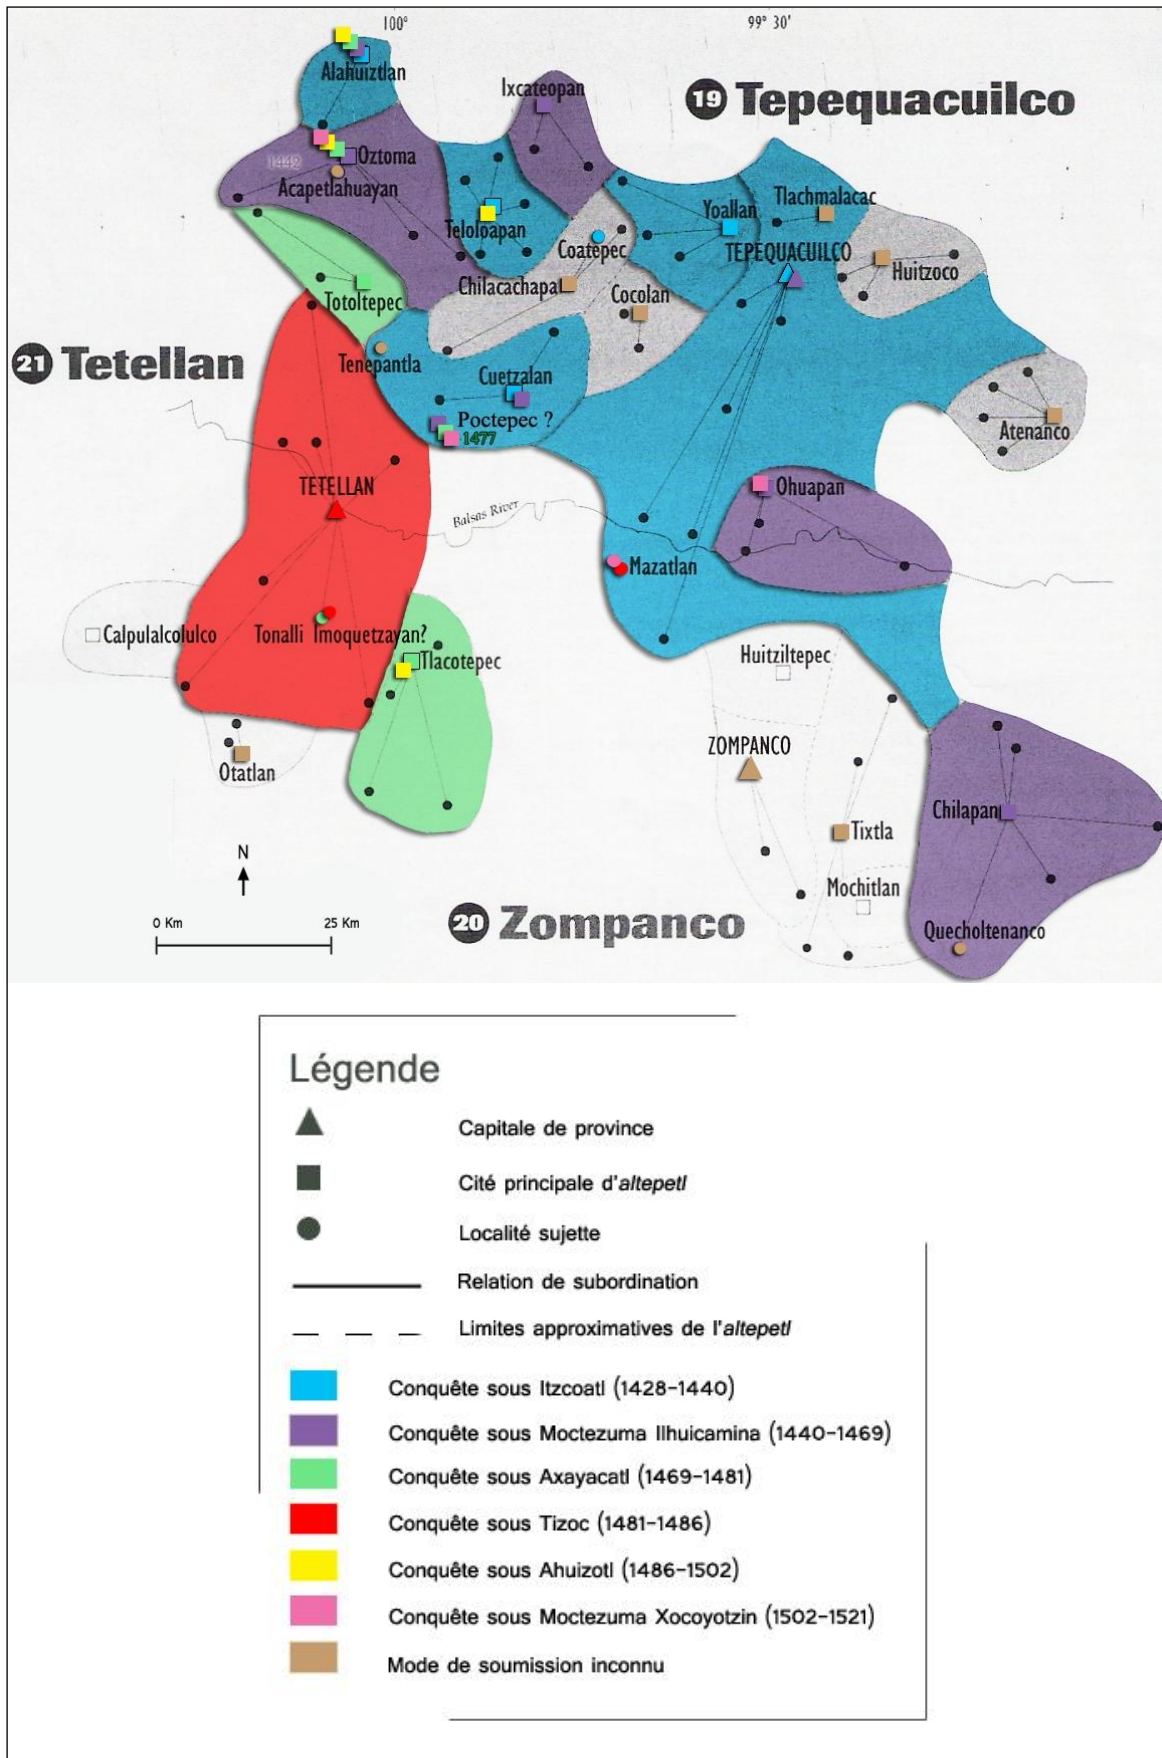 100°
99° 30'
Alahuiztlan
Ixcateopan
19 Tepequacuilco
1442
Oztoma
Acapetlahuayan
Teloloapan
Coatepec
Yoallan
Tlachmalacac
TEPEQUACUILCO
Huitzoco
Chilacachapa
Cocolan
Totoltepec
21 Tetellan
Tenepantla
Cuetzalan
Poctepec ?
1477
Atenanco
TETELLAN
Balsas River
Ohuapan
Mazatlan
Calpulalcolulco
Tonalli Imoquetzayan?
Tlacotepec
Huitziltepec
ZOMPANCO
Otatlan
Chilapan
Tixtla
N
Mochitlan
0 Km
25 Km
20 Zompanco
Quecholtenanco
Légende
Capitale de province
Cité principale d'altepetl
Localité sujette
Relation de subordination
Limites approximatives de l'altepetl
Conquête sous Itzcoatl (1428-1440)
Conquête sous Moctezuma Ilhuicamina (1440-1469)
Conquête sous Axayacatl (1469-1481)
Conquête sous Tizoc (1481-1486)
Conquête sous Ahuizotl (1486-1502)
Conquête sous Moctezuma Xocoyotzin (1502-1521)
Mode de soumission inconnu